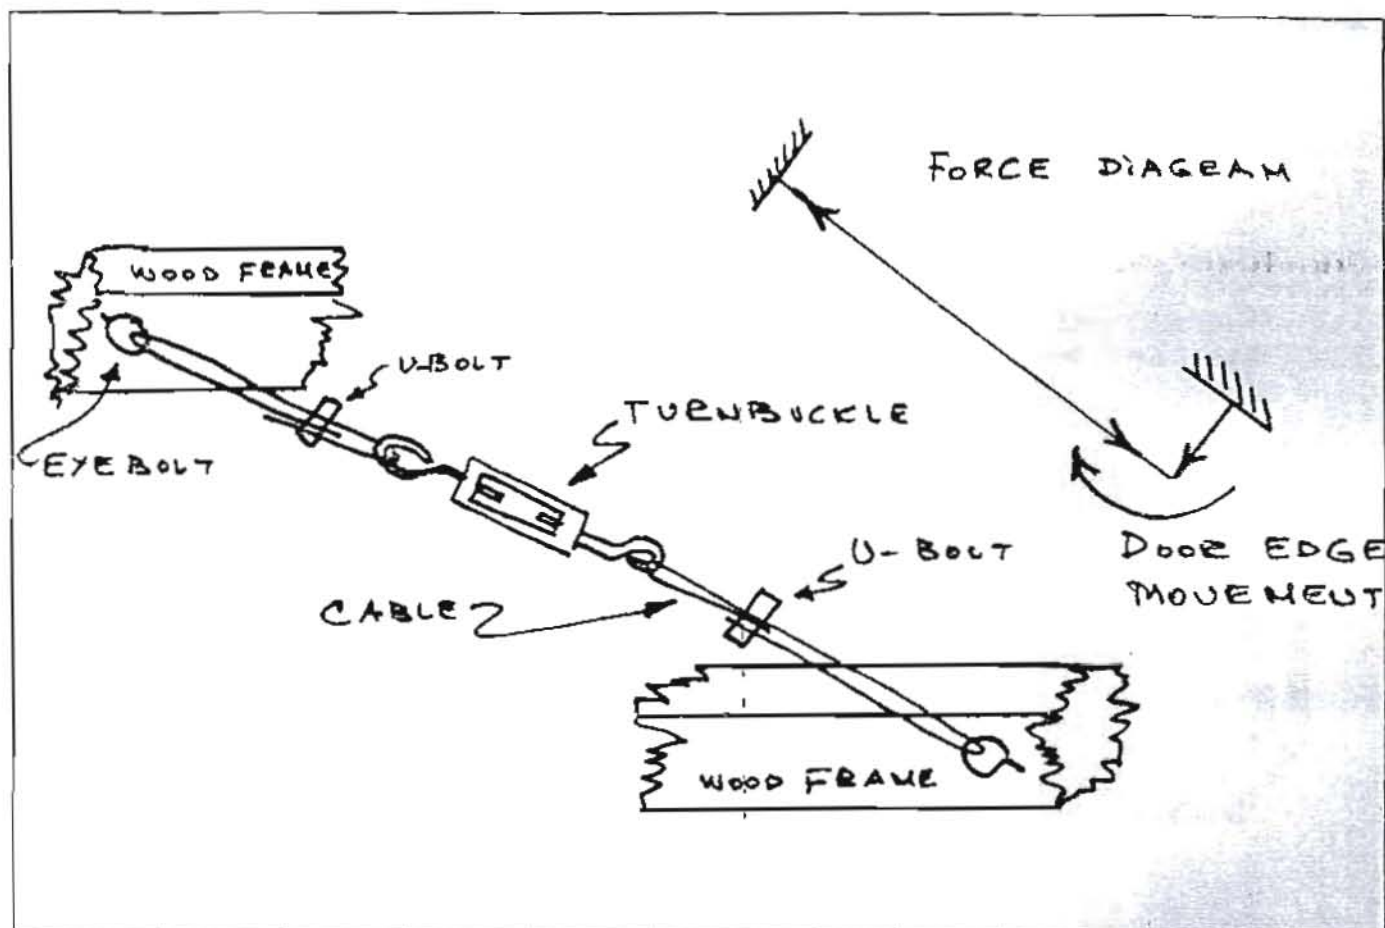 FORCE DIAGRAM
WOOD FRAME
U-BOLT
TURNBUCKLE
EYEBOLT
U-BOLT
DOOR EDGE
MOVEMENT
CABLE
WOOD FRAME